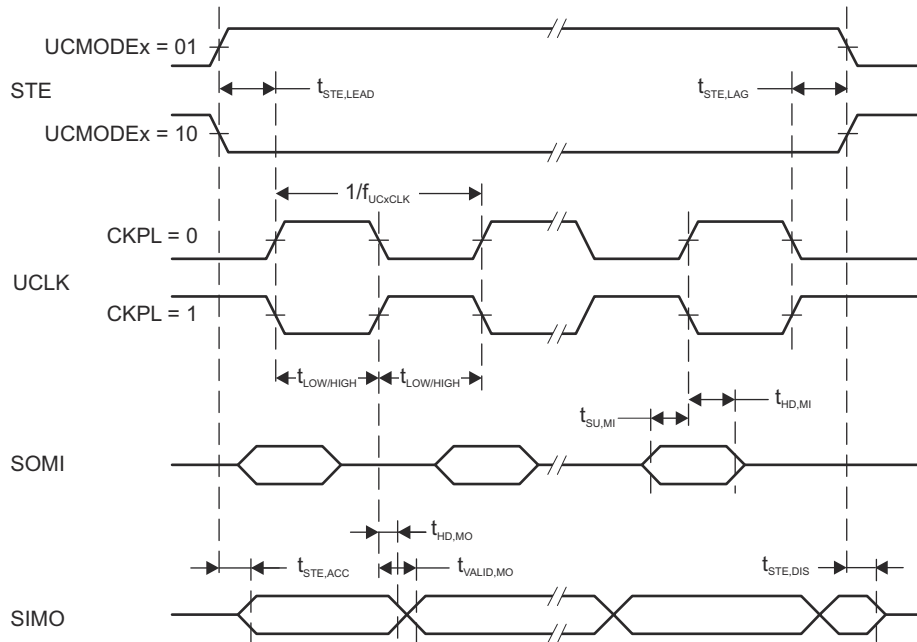 UCMODEx = 01
STE
tSTE,LEAD
tSTE,LAG
UCMODEx = 10
1/fUCxCLK
CKPL = 0
UCLK
CKPL = 1
tLOW/HIGH
tLOW/HIGH
tSU,MI
tHD,MI
SOMI
tHD,MO
tSTE,ACC
tVALID,MO
tSTE,DIS
SIMO